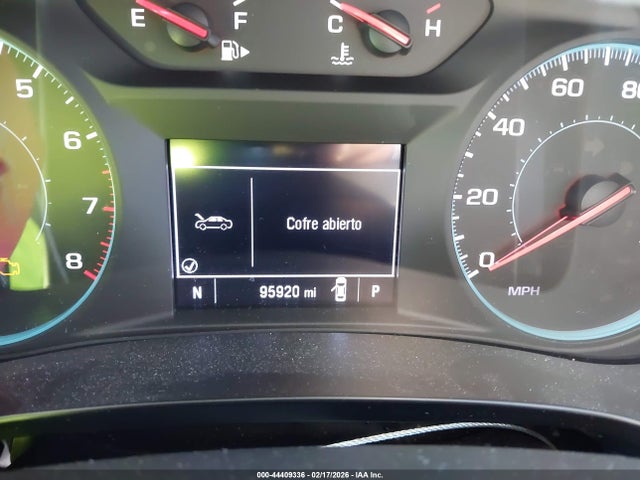 E F C H
5 6 7 8
0 20 40 60 80
MPH
Cofre abierto
N 95920 mi P
000-44409336 - 02/17/2026 - IAA Inc.